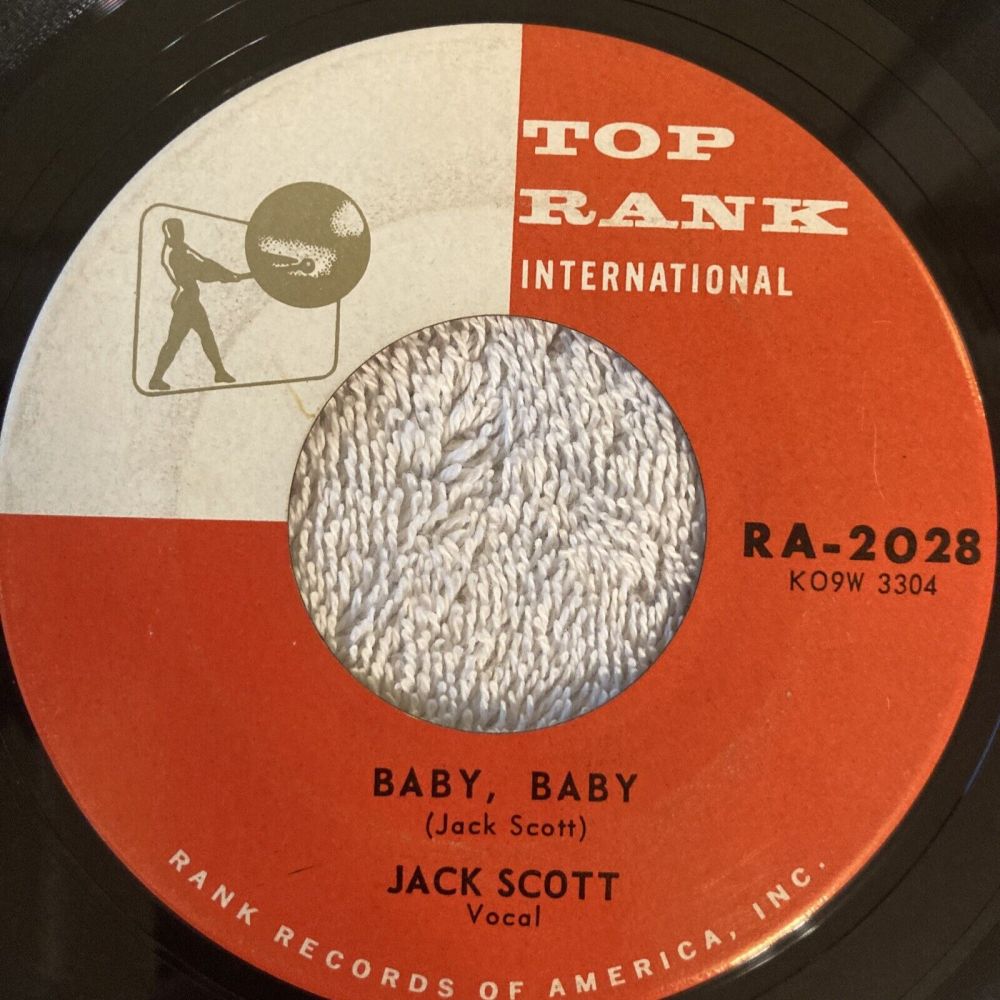 TOP
RANK
INTERNATIONAL
RA-2028
KO9W 3304
BABY, BABY
(Jack Scott)
JACK SCOTT
Vocal
RANK RECORDS OF AMERICA, INC.